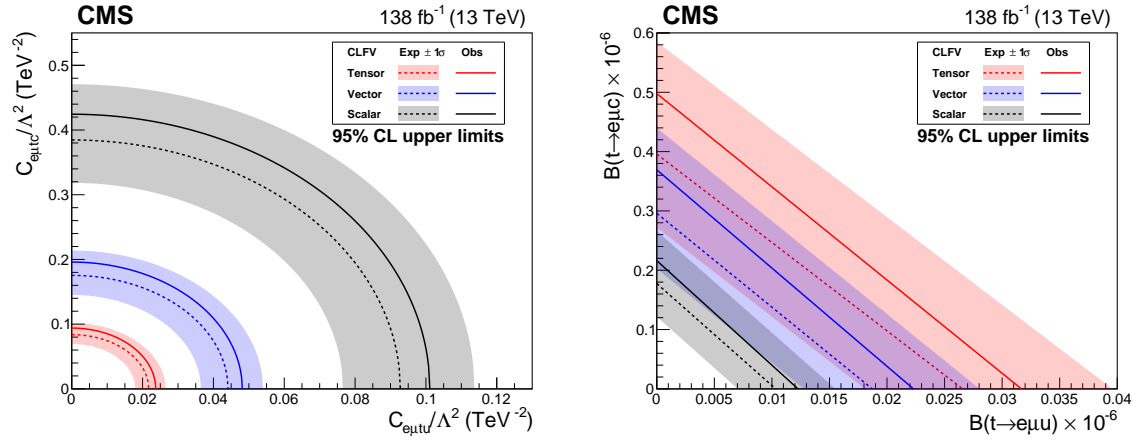 CMS 138 fb⁻¹ (13 TeV)
CLFV Exp ± 1σ Obs
Tensor
Vector
Scalar
95% CL upper limits
C_eμtc/Λ² (TeV⁻²)
0.5
0.4
0.3
0.2
0.1
0
0 0.02 0.04 0.06 0.08 0.1 0.12
C_eμtu/Λ² (TeV⁻²)
CMS 138 fb⁻¹ (13 TeV)
CLFV Exp ± 1σ Obs
Tensor
Vector
Scalar
95% CL upper limits
B(t→eμc) × 10⁻⁶
0.6
0.5
0.4
0.3
0.2
0.1
0
0 0.005 0.01 0.015 0.02 0.025 0.03 0.035 0.04
B(t→eμu) × 10⁻⁶